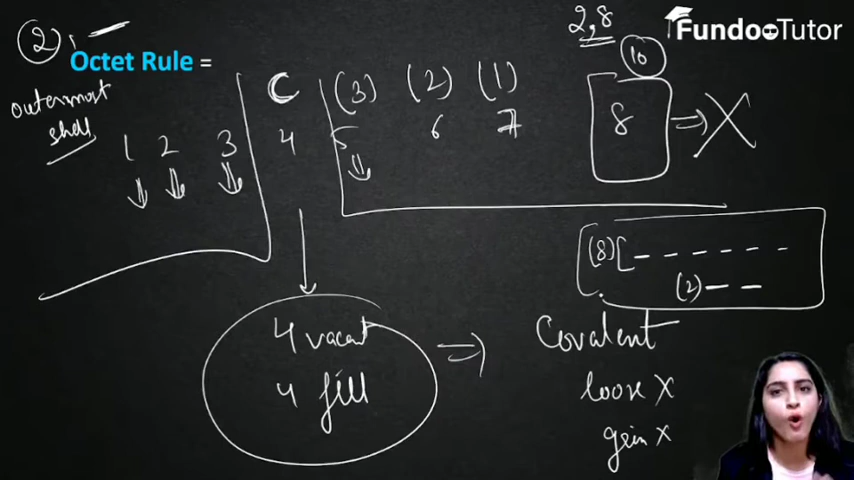 2,8
FundooTutor
(2)
Octet Rule =
10
outermost
shell
C (3) (2) (1)
1 2 3 4 5 6 7 8 ⇒ X
(8)[ _ _ _ _ _ _
(2) _ _
4 vacant ⇒ Covalent
4 fill loose X
gein X